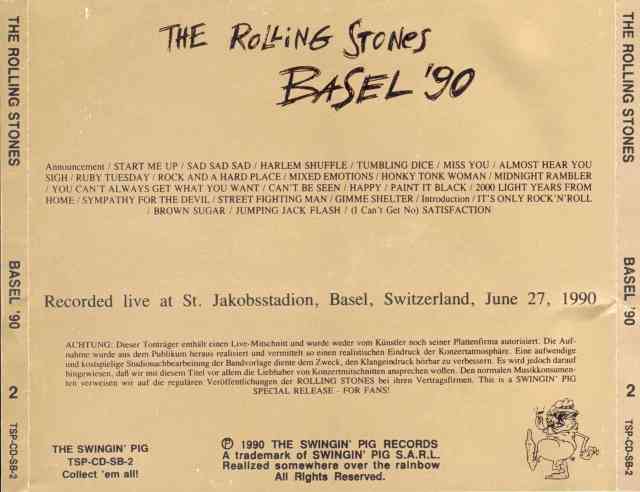 THE ROLLING STONES
BASEL '90
2
TSP-CD-SB-2
THE ROLLING STONES
BASEL '90
Announcement / START ME UP / SAD SAD SAD / HARLEM SHUFFLE / TUMBLING DICE / MISS YOU / ALMOST HEAR YOU
SIGH / RUBY TUESDAY / ROCK AND A HARD PLACE / MIXED EMOTIONS / HONKY TONK WOMAN / MIDNIGHT RAMBLER
/ YOU CAN'T ALWAYS GET WHAT YOU WANT / CAN'T BE SEEN / HAPPY / PAINT IT BLACK / 2000 LIGHT YEARS FROM
HOME / SYMPATHY FOR THE DEVIL / STREET FIGHTING MAN / GIMME SHELTER / Introduction / IT'S ONLY ROCK'N'ROLL
/ BROWN SUGAR / JUMPING JACK FLASH / (I Can't Get No) SATISFACTION
Recorded live at St. Jakobsstadion, Basel, Switzerland, June 27, 1990
ACHTUNG: Dieser Tonträger enthält einen Live-Mitschnitt und wurde weder vom Künstler noch seiner Plattenfirma autorisiert. Die Auf-
nahme wurde aus dem Publikum heraus realisiert und vermittelt so einen realistischen Eindruck der Konzertatmosphäre. Eine aufwendige
und kostspielige Studionachbearbeitung der Bandvorlage diente dem Zweck, den Klangeindruck hörbar zu verbessern. Es wird jedoch darauf
hingewiesen, daß wir mit diesem Titel vor allem die Liebhaber von Konzertmitschnitten ansprechen wollen. Den normalen Musikkonsumen-
ten verweisen wir auf die regulären Veröffentlichungen der ROLLING STONES bei ihren Vertragsfirmen. This is a SWINGIN' PIG
SPECIAL RELEASE - FOR FANS!
THE SWINGIN' PIG
TSP-CD-SB-2
Collect 'em all!
℗ 1990 THE SWINGIN' PIG RECORDS
A trademark of SWINGIN' PIG S.A.R.L.
Realized somewhere over the rainbow
All Rights Reserved.
THE ROLLING STONES
BASEL '90
2
TSP-CD-SB-2